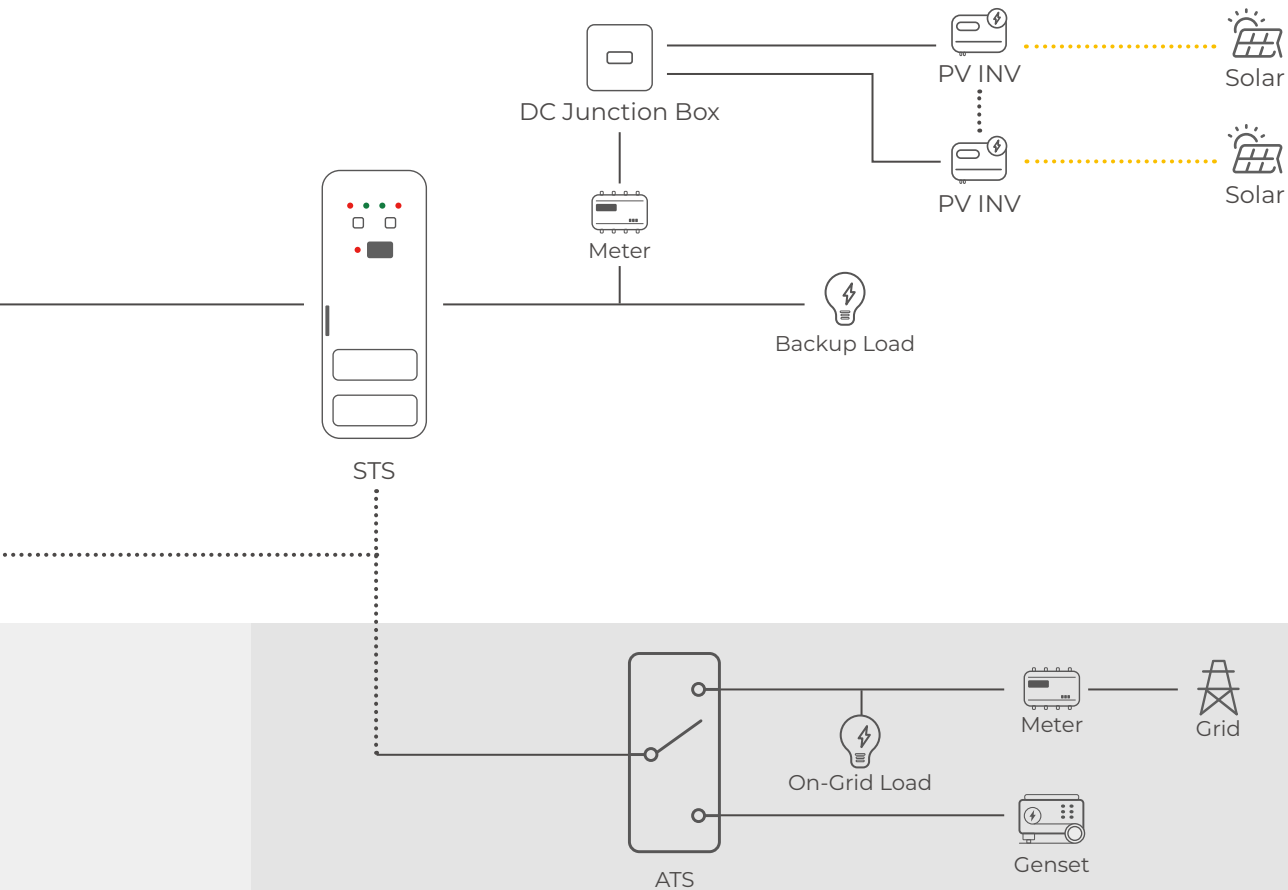 PV INV
Solar
DC Junction Box
PV INV
Solar
Meter
Backup Load
STS
Meter
Grid
On-Grid Load
Genset
ATS